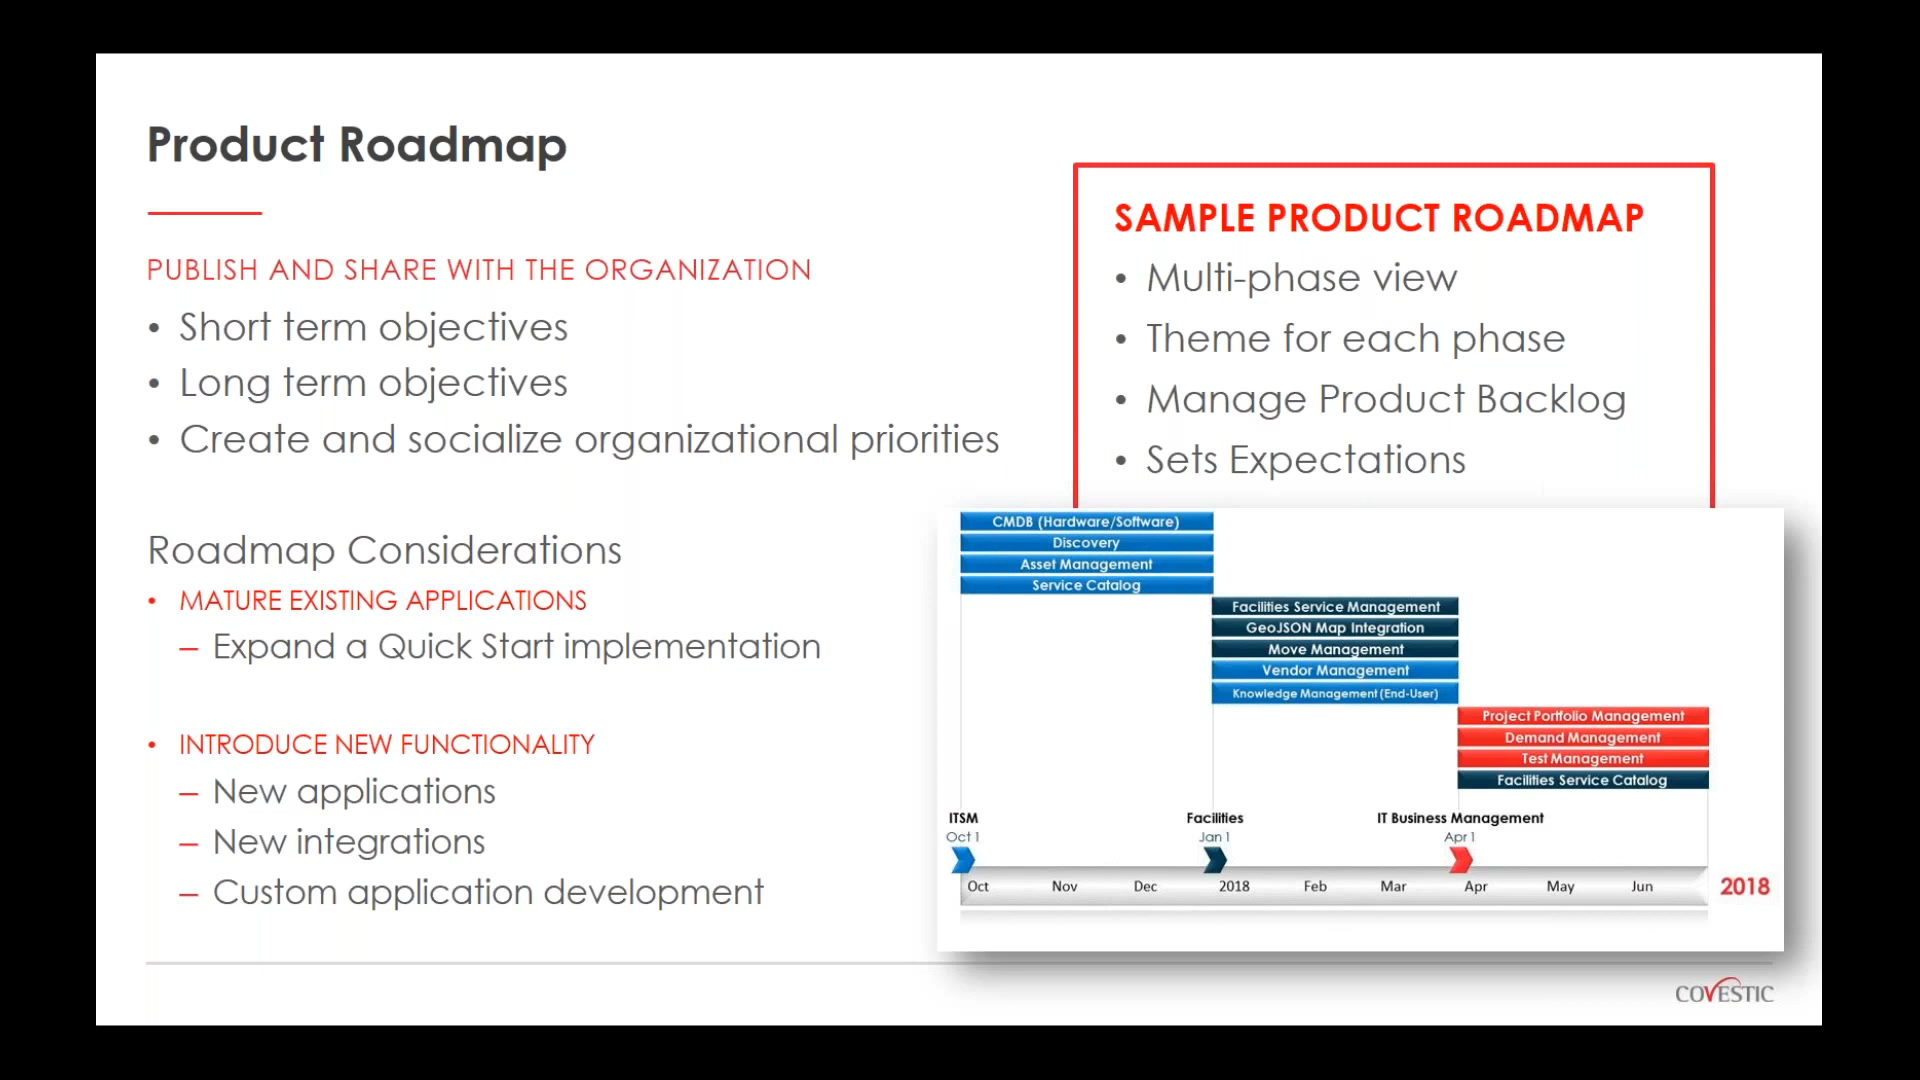 Product Roadmap
PUBLISH AND SHARE WITH THE ORGANIZATION
• Short term objectives
• Long term objectives
• Create and socialize organizational priorities
Roadmap Considerations
• MATURE EXISTING APPLICATIONS
– Expand a Quick Start implementation
• INTRODUCE NEW FUNCTIONALITY
– New applications
– New integrations
– Custom application development
SAMPLE PRODUCT ROADMAP
• Multi-phase view
• Theme for each phase
• Manage Product Backlog
• Sets Expectations
CMDB (Hardware/Software)
Discovery
Asset Management
Service Catalog
Facilities Service Management
GeoJSON Map Integration
Move Management
Vendor Management
Knowledge Management (End-User)
Project Portfolio Management
Demand Management
Test Management
Facilities Service Catalog
ITSM Facilities IT Business Management
Oct 1 Jan 1 Apr 1
Oct Nov Dec 2018 Feb Mar Apr May Jun 2018
COVESTIC